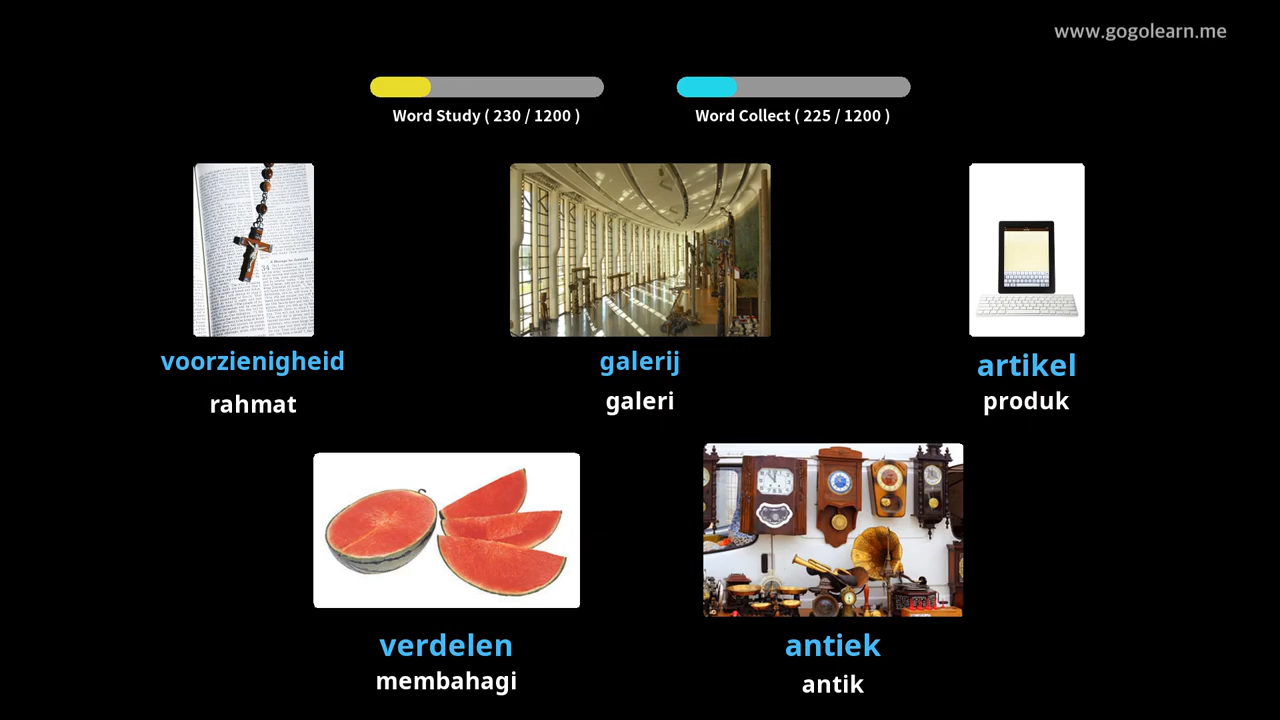 www.gogolearn.me
Word Study ( 230 / 1200 )
Word Collect ( 225 / 1200 )
voorzienigheid
rahmat
galerij
galeri
artikel
produk
verdelen
membahagi
antiek
antik